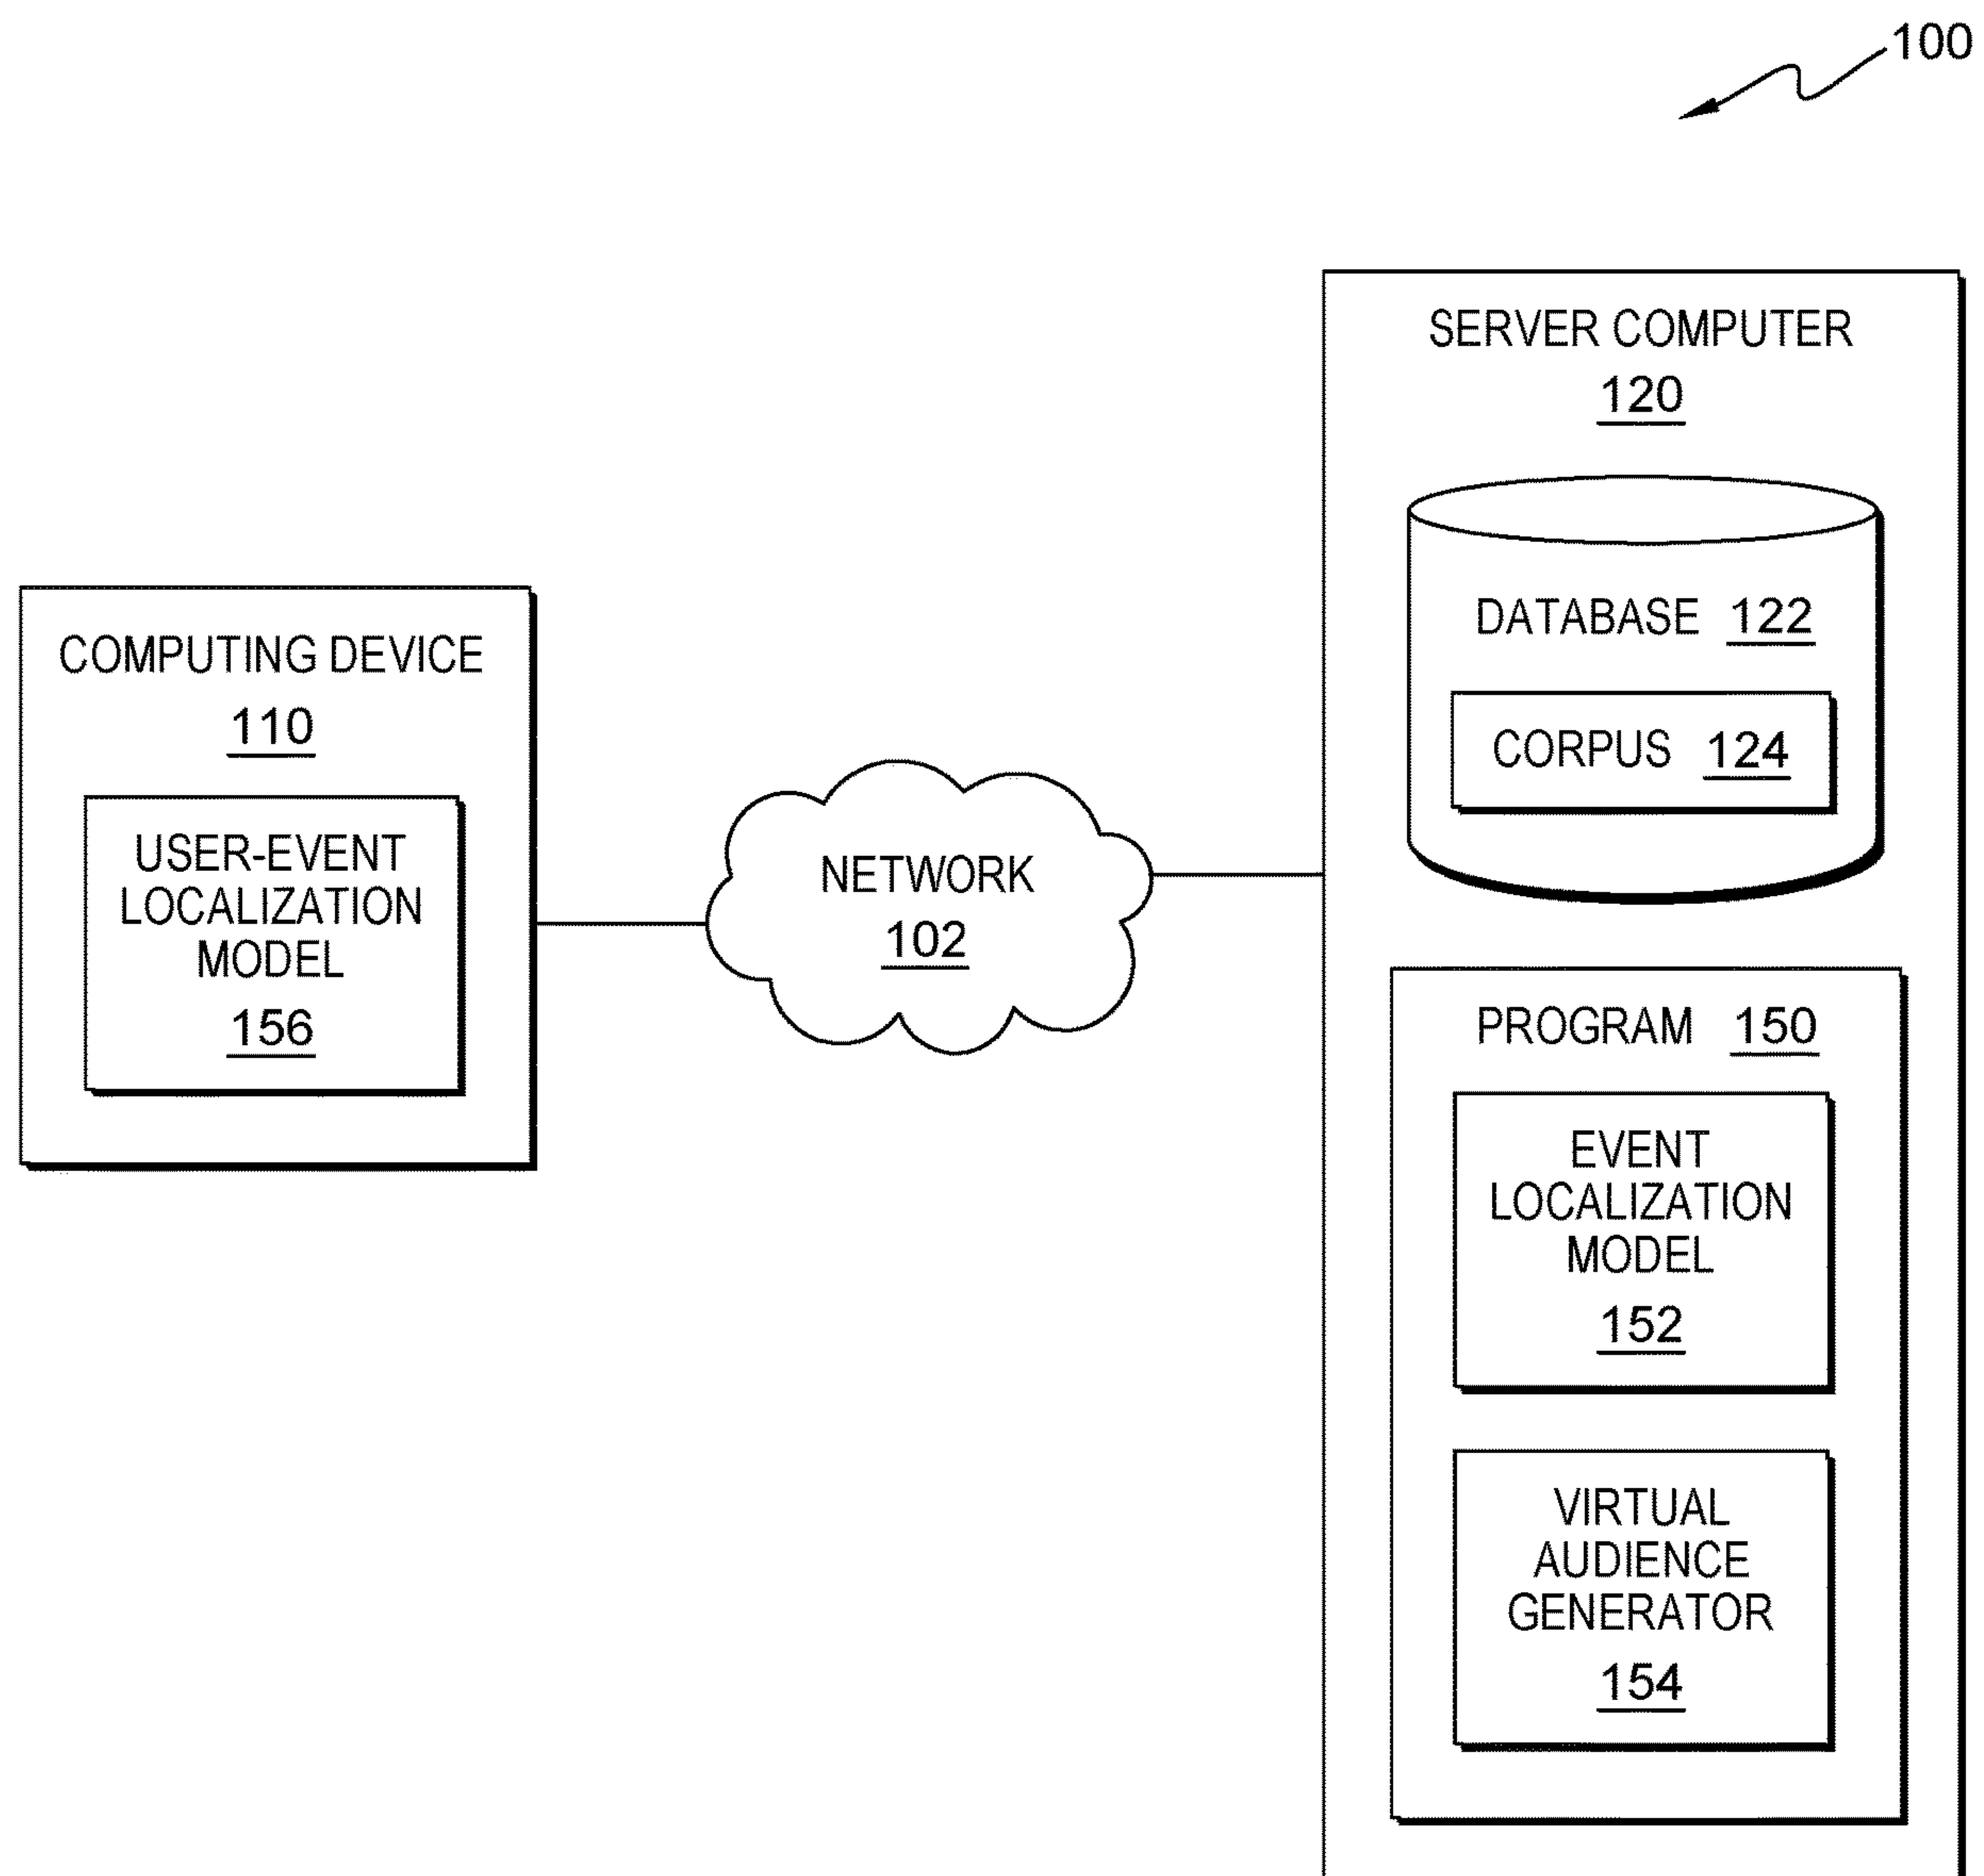 100
SERVER COMPUTER
120
DATABASE 122
CORPUS 124
COMPUTING DEVICE
110
USER-EVENT
LOCALIZATION
MODEL
156
NETWORK
102
PROGRAM 150
EVENT
LOCALIZATION
MODEL
152
VIRTUAL
AUDIENCE
GENERATOR
154